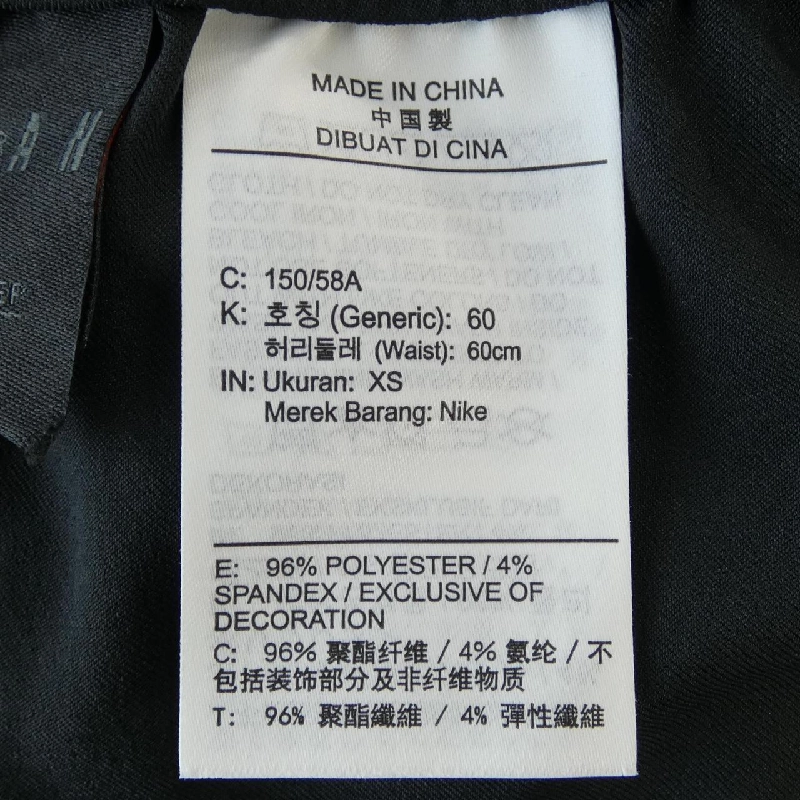 MADE IN CHINA
中国製
DIBUAT DI CINA
C: 150/58A
K: 호칭 (Generic): 60
허리둘레 (Waist): 60cm
IN: Ukuran: XS
Merek Barang: Nike
E: 96% POLYESTER / 4%
SPANDEX / EXCLUSIVE OF
DECORATION
C: 96% 聚酯纤维 / 4% 氨纶 / 不
包括装饰部分及非纤维物质
T: 96% 聚酯纖維 / 4% 彈性纖維